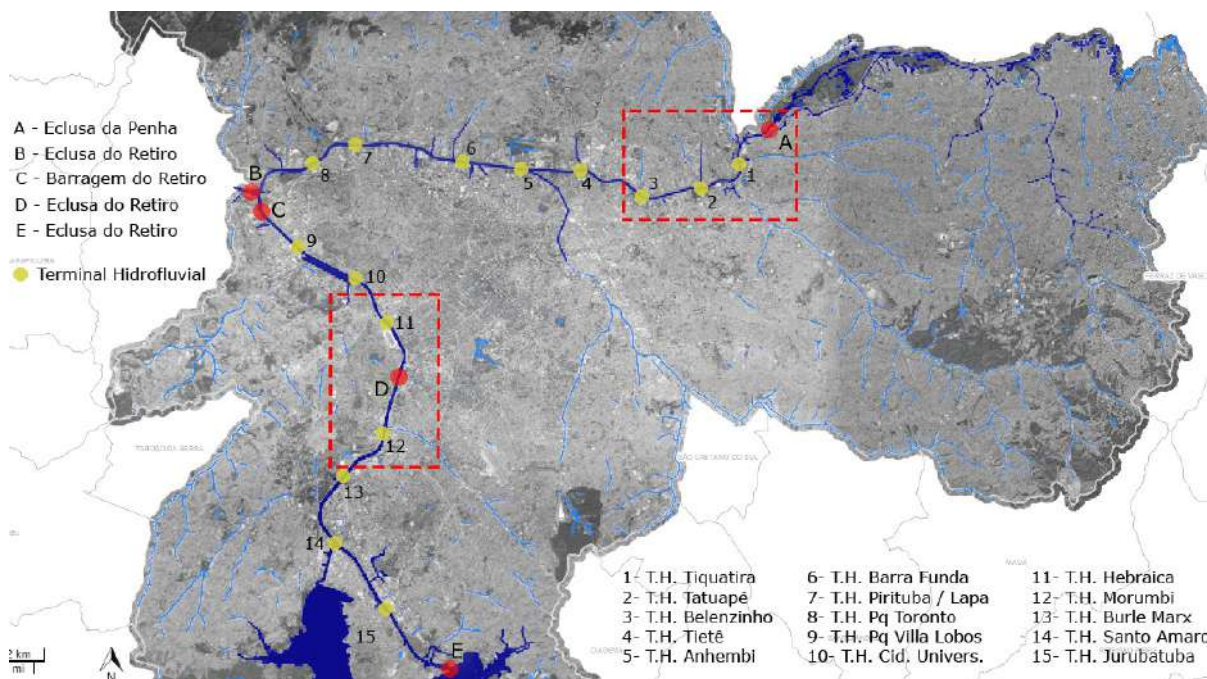 A - Eclusa da Penha
B - Eclusa do Retiro
C - Barragem do Retiro
D - Eclusa do Retiro
E - Eclusa do Retiro
Terminal Hidrofluvial
A
B
C
D
E
1
2
3
4
5
6
7
8
9
10
11
12
13
14
15
1- T.H. Tiquatira
2- T.H. Tatuapé
3- T.H. Belenzinho
4- T.H. Tietê
5- T.H. Anhembi
6- T.H. Barra Funda
7- T.H. Pirituba / Lapa
8- T.H. Pq Toronto
9- T.H. Pq Villa Lobos
10- T.H. Cid. Univers.
11- T.H. Hebraica
12- T.H. Morumbi
13- T.H. Burle Marx
14- T.H. Santo Amaro
15- T.H. Jurubatuba
km
mi
N